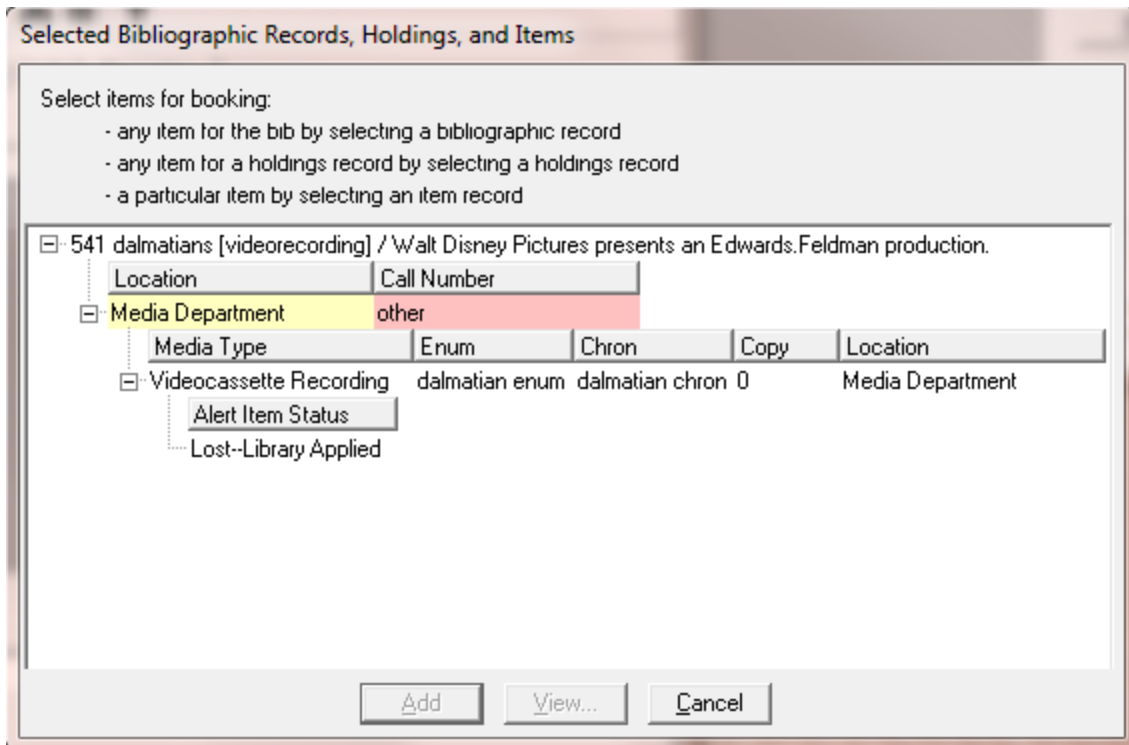 Selected Bibliographic Records, Holdings, and Items
Select items for booking:
- any item for the bib by selecting a bibliographic record
- any item for a holdings record by selecting a holdings record
- a particular item by selecting an item record
541 dalmatians [videorecording] / Walt Disney Pictures presents an Edwards.Feldman production.
Location Call Number
Media Department other
Media Type Enum Chron Copy Location
Videocassette Recording dalmatian enum dalmatian chron 0 Media Department
Alert Item Status
Lost--Library Applied
Add View... Cancel